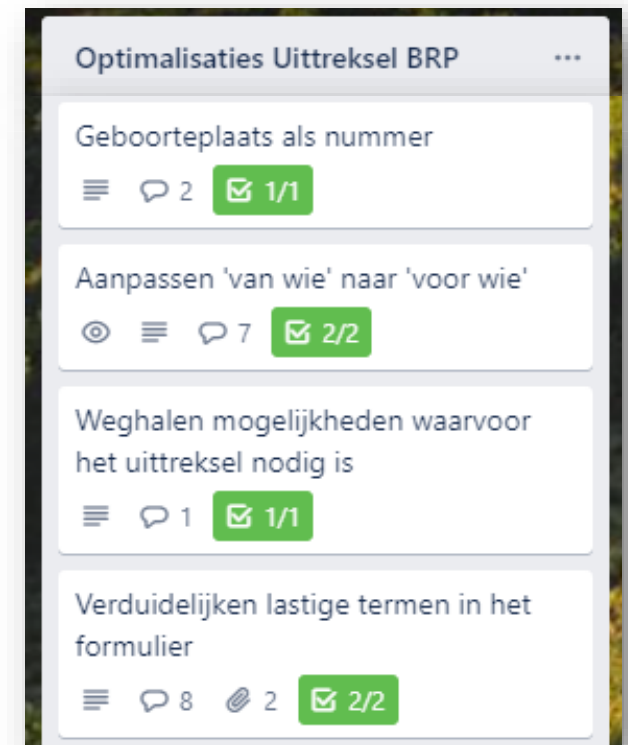 Optimalisaties Uittreksel BRP
Geboorteplaats als nummer
2 1/1
Aanpassen 'van wie' naar 'voor wie'
7 2/2
Weghalen mogelijkheden waarvoor
het uittreksel nodig is
1 1/1
Verduidelijken lastige termen in het
formulier
8 2 2/2